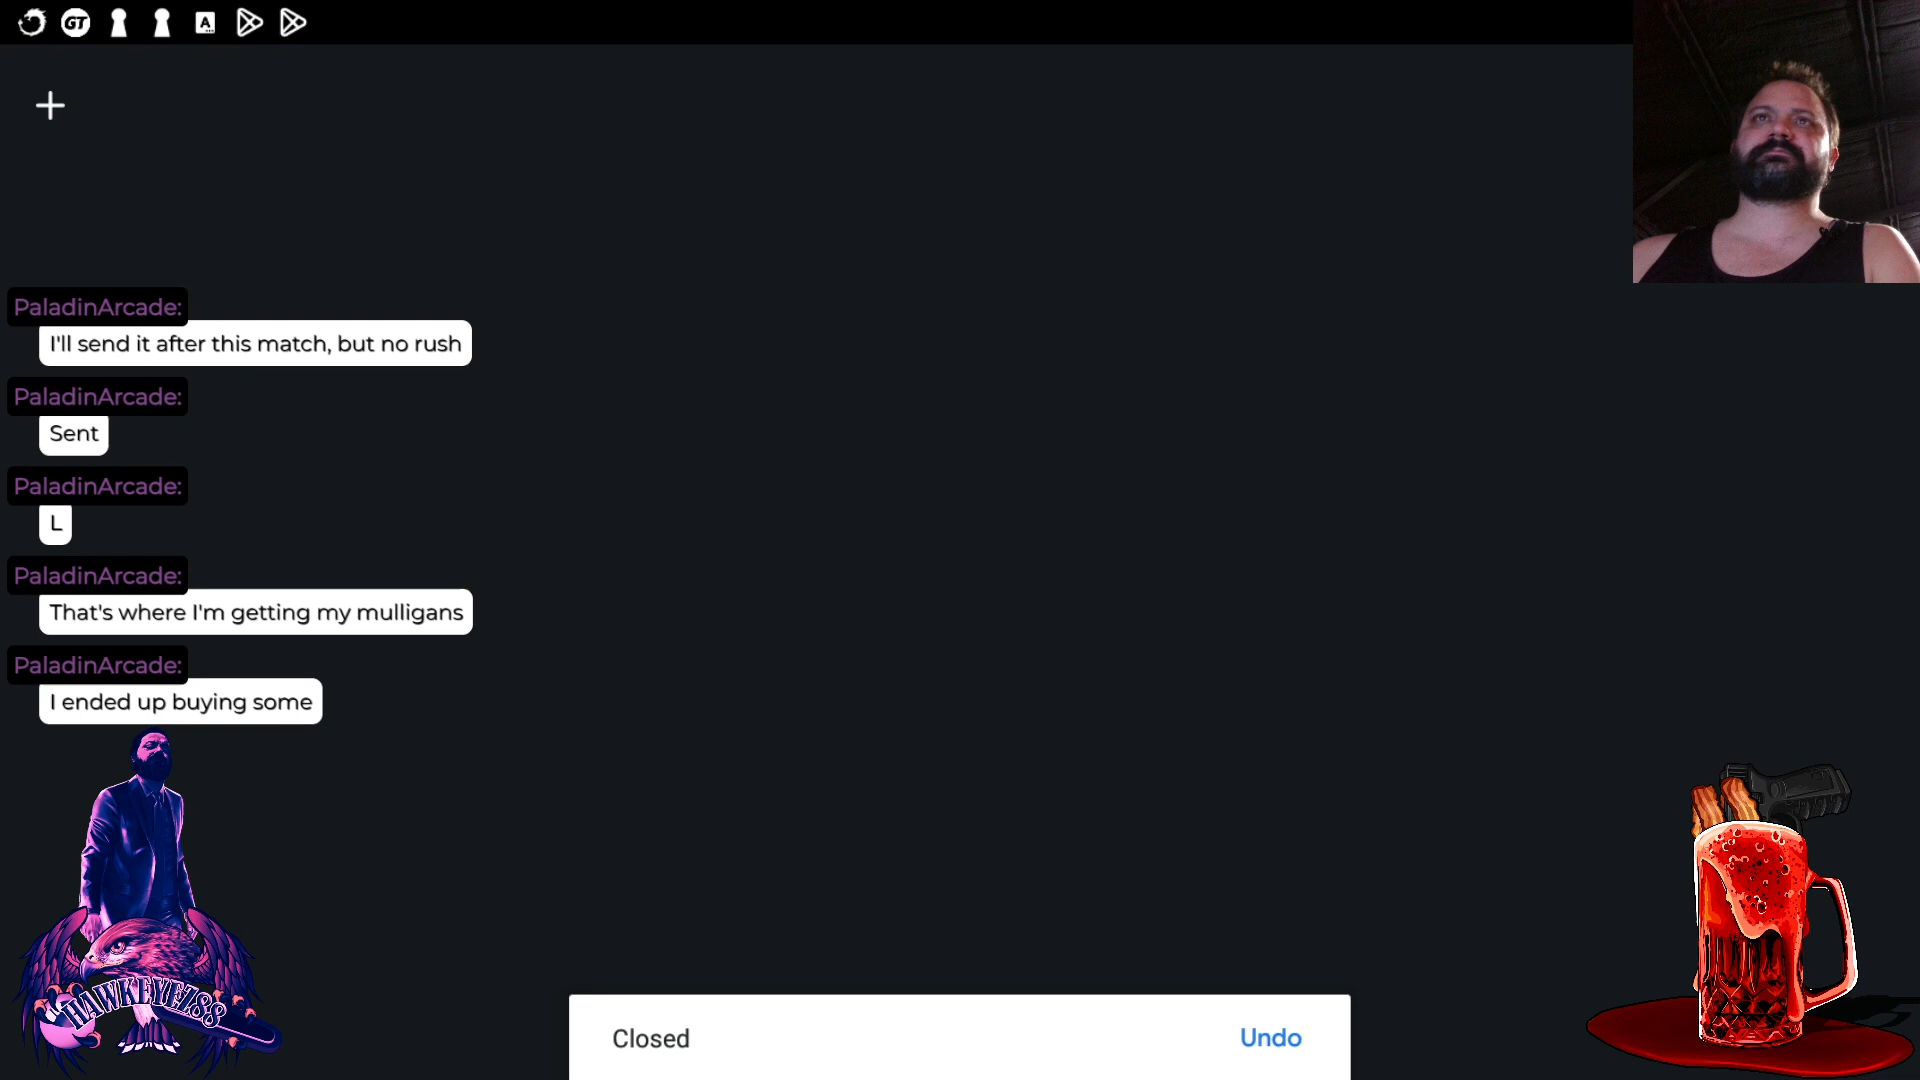 GT
A
PaladinArcade:
I'll send it after this match, but no rush
PaladinArcade:
Sent
PaladinArcade:
L
PaladinArcade:
That's where I'm getting my mulligans
PaladinArcade:
I ended up buying some
HAWKEYEZ88
Closed
Undo